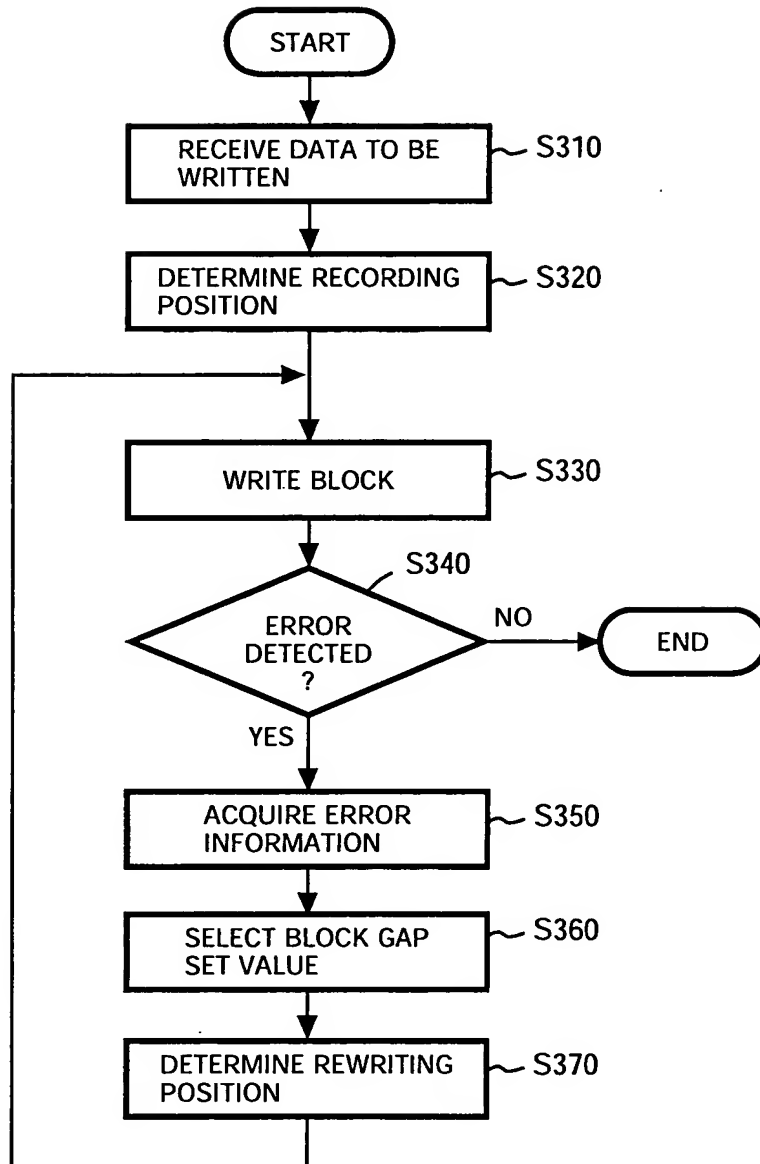 START
RECEIVE DATA TO BE
WRITTEN
S310
DETERMINE RECORDING
POSITION
S320
WRITE BLOCK
S330
S340
ERROR
DETECTED
?
NO
END
YES
ACQUIRE ERROR
INFORMATION
S350
SELECT BLOCK GAP
SET VALUE
S360
DETERMINE REWRITING
POSITION
S370